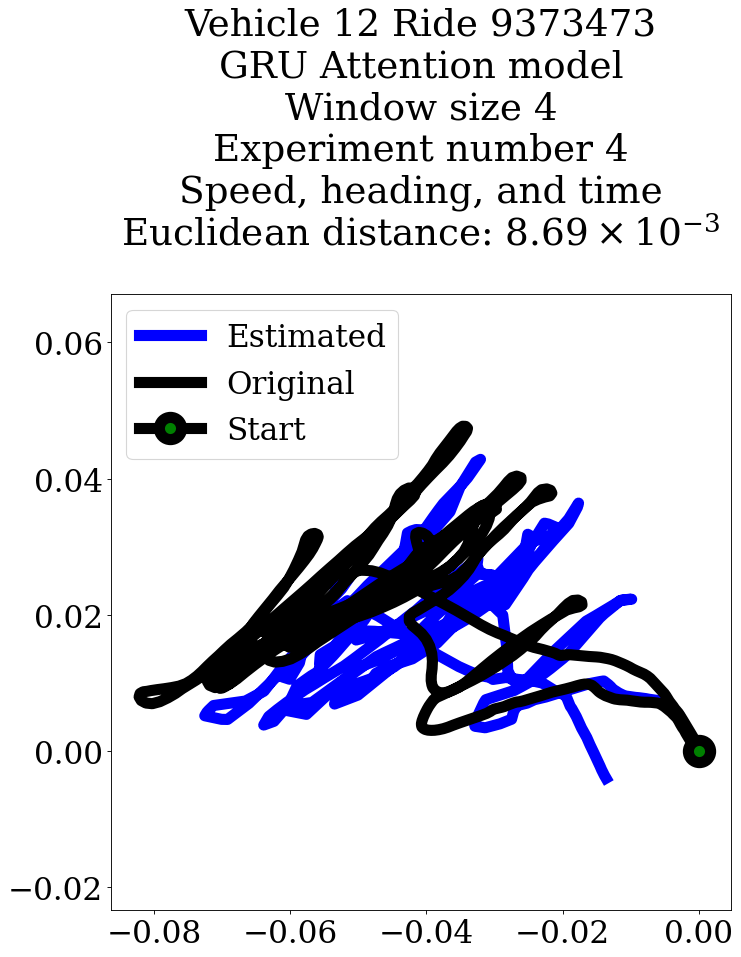 Vehicle 12 Ride 9373473
GRU Attention model
Window size 4
Experiment number 4
Speed, heading, and time
Euclidean distance: 8.69 × 10⁻³
Estimated
Original
Start
0.06
0.04
0.02
0.00
−0.02
−0.08 −0.06 −0.04 −0.02 0.00